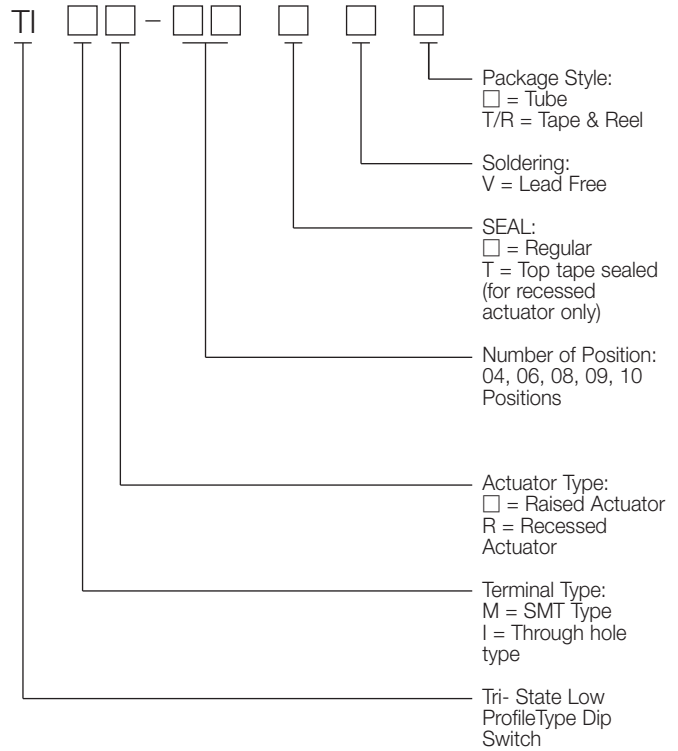 TI □□ – □□ □ □ □
Package Style:
□ = Tube
T/R = Tape & Reel
Soldering:
V = Lead Free
SEAL:
□ = Regular
T = Top tape sealed
(for recessed
actuator only)
Number of Position:
04, 06, 08, 09, 10
Positions
Actuator Type:
□ = Raised Actuator
R = Recessed
Actuator
Terminal Type:
M = SMT Type
I = Through hole
type
Tri- State Low
ProfileType Dip
Switch